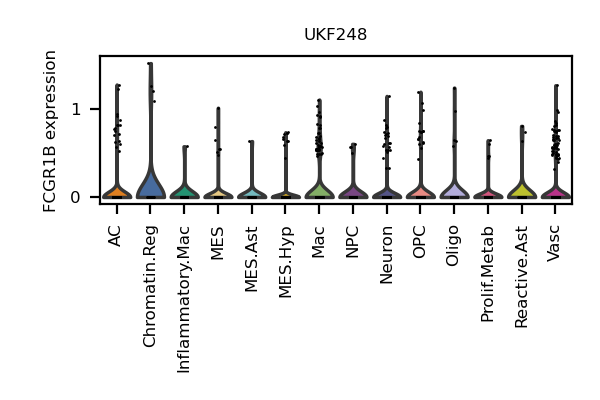 UKF248
FCGR1B expression
1
0
AC
Chromatin.Reg
Inflammatory.Mac
MES
MES.Ast
MES.Hyp
Mac
NPC
Neuron
OPC
Oligo
Prolif.Metab
Reactive.Ast
Vasc